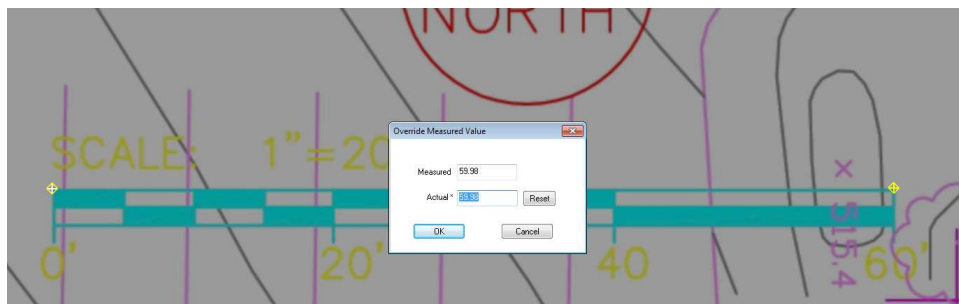 NORTH
SCALE: 1"=20
Override Measured Value
Measured 59.98
Actual * 59.98 Reset
OK Cancel
0' 20' 40 60'
× 515.4